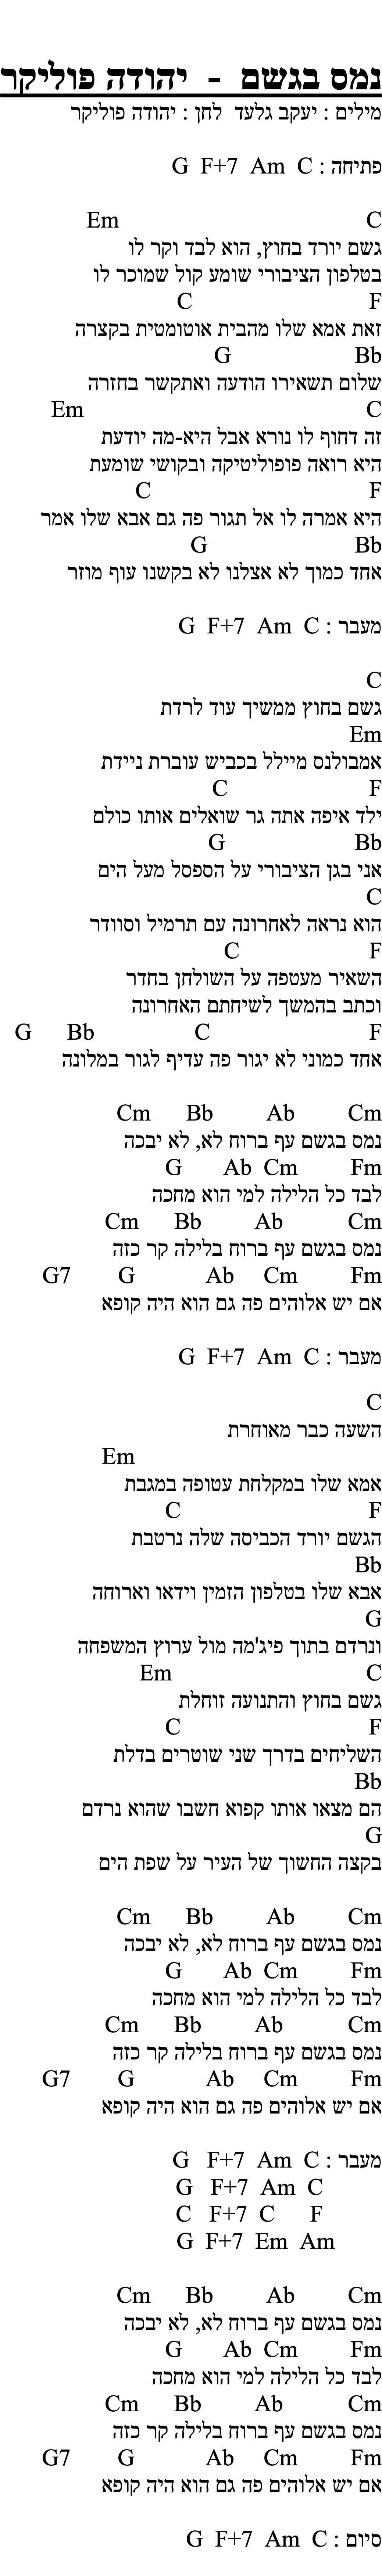 נמס בגשם - יהודה פוליקר
מילים : יעקב גלעד לחן : יהודה פוליקר
פתיחה : G F+7 Am C
Em C
גשם יורד בחוץ, הוא לבד וקר לו
בטלפון הציבורי שומע קול שמוכר לו
C F
זאת אמא שלו מהבית אוטומטית בקצרה
G Bb
שלום תשאירו הודעה ואתקשר בחזרה
Em C
זה דחוף לו נורא אבל היא-מה יודעת
היא רואה פופוליטיקה ובקושי שומעת
C F
היא אמרה לו אל תגור פה גם אבא שלו אמר
G Bb
אחד כמוך לא אצלנו לא בקשנו עוף מוזר
מעבר : G F+7 Am C
C
גשם בחוץ ממשיך עוד לרדת
Em
אמבולנס מיילל בכביש עוברת ניידת
C F
ילד איפה אתה גר שואלים אותו כולם
G Bb
אני בגן הציבורי על הספסל מעל הים
C
הוא נראה לאחרונה עם תרמיל וסוודר
C F
השאיר מעטפה על השולחן בחדר
וכתב בהמשך לשיחתם האחרונה
G Bb C F
אחד כמוני לא יגור פה עדיף לגור במלונה
Cm Bb Ab Cm
נמס בגשם עף ברוח לא, לא יבכה
G Ab Cm Fm
לבד כל הלילה למי הוא מחכה
Cm Bb Ab Cm
נמס בגשם עף ברוח בלילה קר כזה
G7 G Ab Cm Fm
אם יש אלוהים פה גם הוא היה קופא
מעבר : G F+7 Am C
C
השעה כבר מאוחרת
Em
אמא שלו במקלחת עטופה במגבת
C F
הגשם יורד הכביסה שלה נרטבת
Bb
אבא שלו בטלפון הזמין וידאו וארוחה
G
ונרדם בתוך פיג'מה מול ערוץ המשפחה
Em C
גשם בחוץ והתנועה זוחלת
C F
השליחים בדרך שני שוטרים בדלת
Bb
הם מצאו אותו קפוא חשבו שהוא נרדם
G
בקצה החשוך של העיר על שפת הים
Cm Bb Ab Cm
נמס בגשם עף ברוח לא, לא יבכה
G Ab Cm Fm
לבד כל הלילה למי הוא מחכה
Cm Bb Ab Cm
נמס בגשם עף ברוח בלילה קר כזה
G7 G Ab Cm Fm
אם יש אלוהים פה גם הוא היה קופא
מעבר : G F+7 Am C
G F+7 Am C
C F+7 C F
G F+7 Em Am
Cm Bb Ab Cm
נמס בגשם עף ברוח לא, לא יבכה
G Ab Cm Fm
לבד כל הלילה למי הוא מחכה
Cm Bb Ab Cm
נמס בגשם עף ברוח בלילה קר כזה
G7 G Ab Cm Fm
אם יש אלוהים פה גם הוא היה קופא
סיום : G F+7 Am C